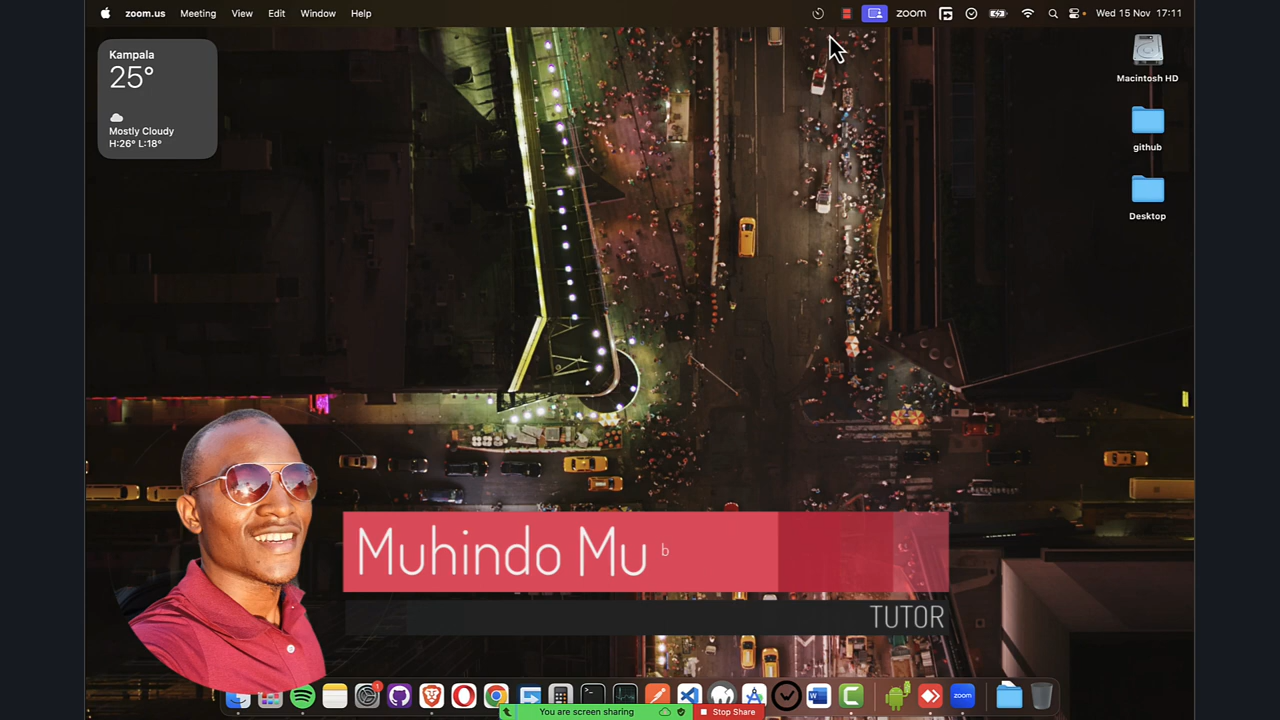 zoom.us Meeting View Edit Window Help zoom Wed 15 Nov 17:11
Kampala
25°
Mostly Cloudy
H:26° L:18°
Macintosh HD
github
Desktop
Muhindo Mu b
TUTOR
zoom
You are screen sharing Stop Share